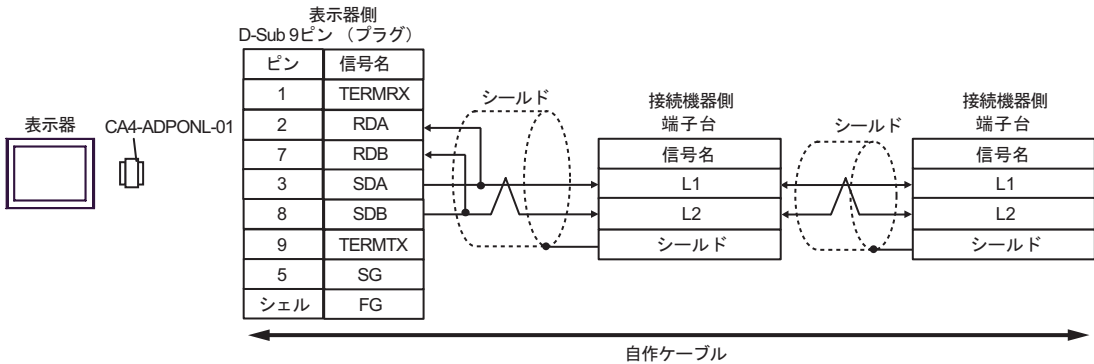 表示器側
D-Sub 9ピン （プラグ）
表示器
CA4-ADPONL-01
ピン 信号名
1 TERMRX
2 RDA
7 RDB
3 SDA
8 SDB
9 TERMTX
5 SG
シェル FG
シールド
接続機器側
端子台
信号名
L1
L2
シールド
シールド
接続機器側
端子台
信号名
L1
L2
シールド
自作ケーブル